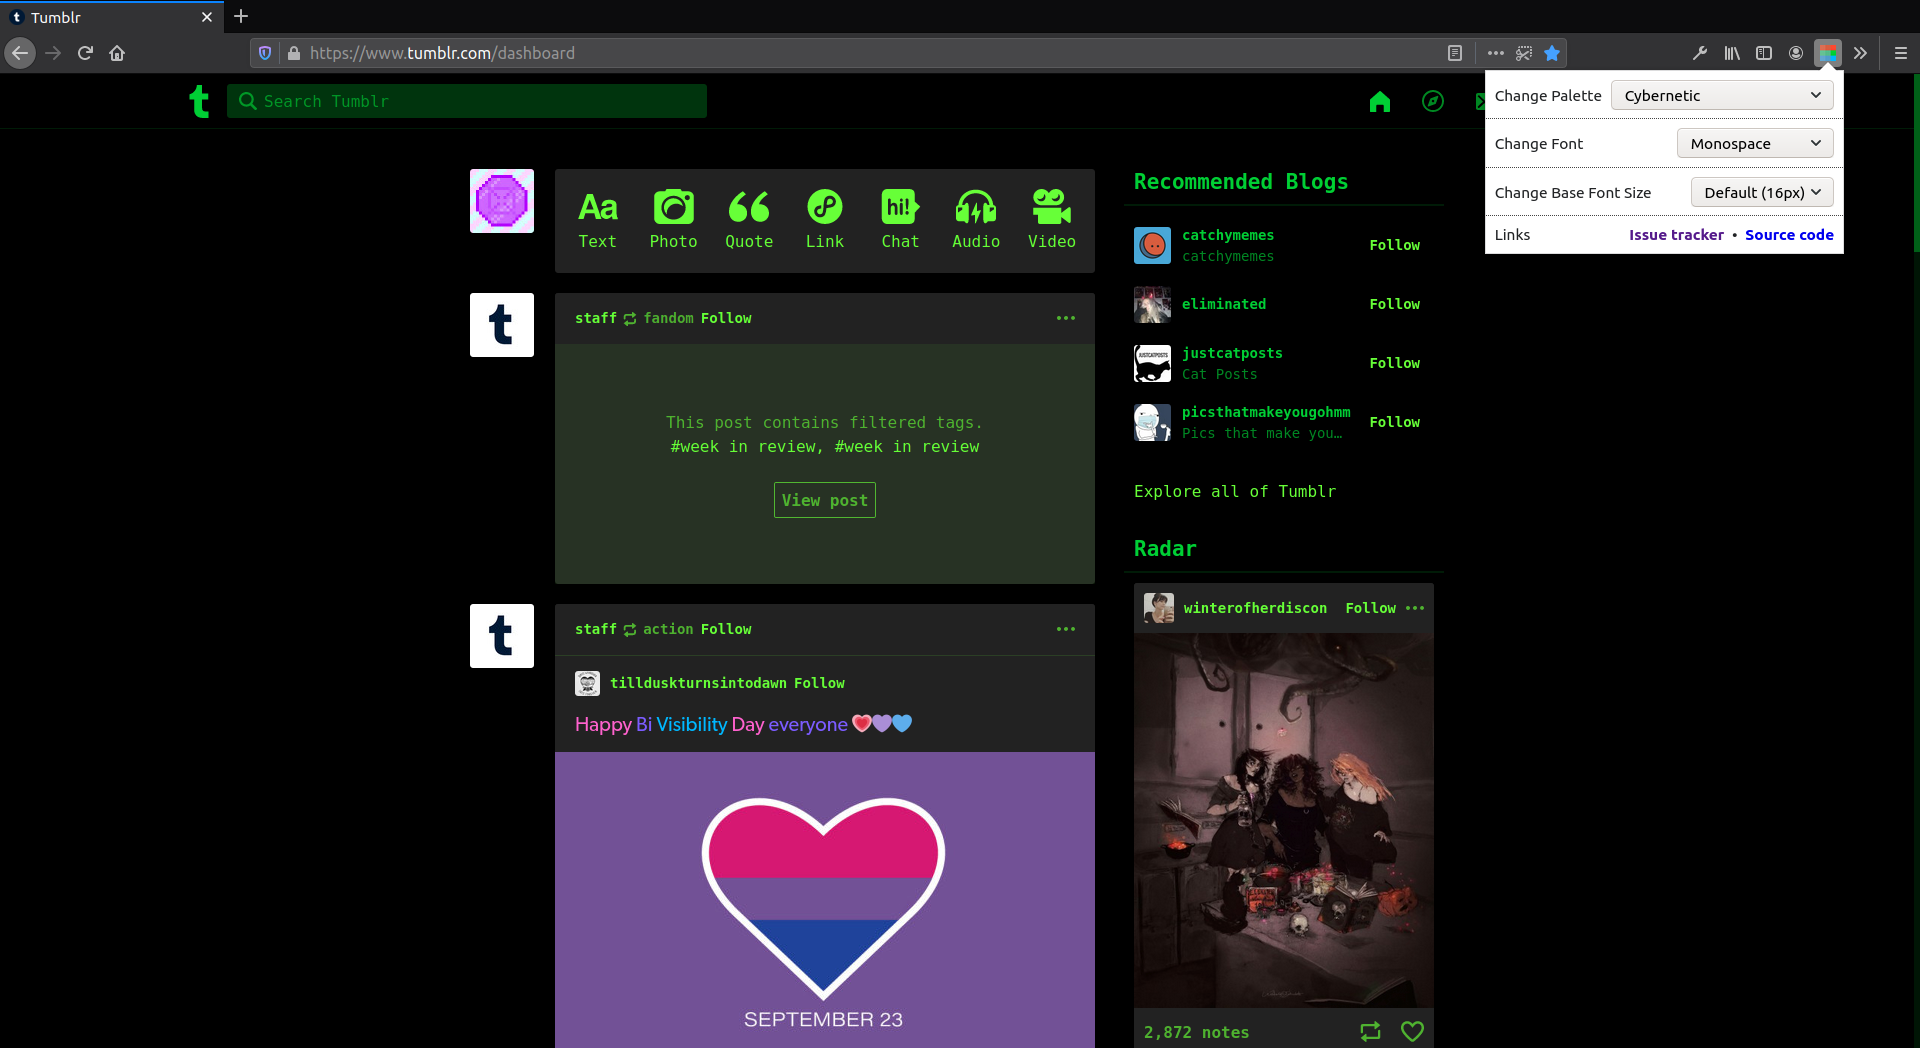 Tumblr
https://www.tumblr.com/dashboard
Search Tumblr
Change Palette Cybernetic
Change Font Monospace
Change Base Font Size Default (16px)
Links Issue tracker • Source code
Aa
hi!
Text Photo Quote Link Chat Audio Video
staff fandom Follow
This post contains filtered tags.
#week in review, #week in review
View post
staff action Follow
tillduskturnsintodawn Follow
Happy Bi Visibility Day everyone
SEPTEMBER 23
Recommended Blogs
catchymemes
catchymemes
Follow
eliminated
Follow
JUSTCATPOSTS
justcatposts
Cat Posts
Follow
picsthatmakeyougohmm
Pics that make you…
Follow
Explore all of Tumblr
Radar
winterofherdiscon Follow
2,872 notes